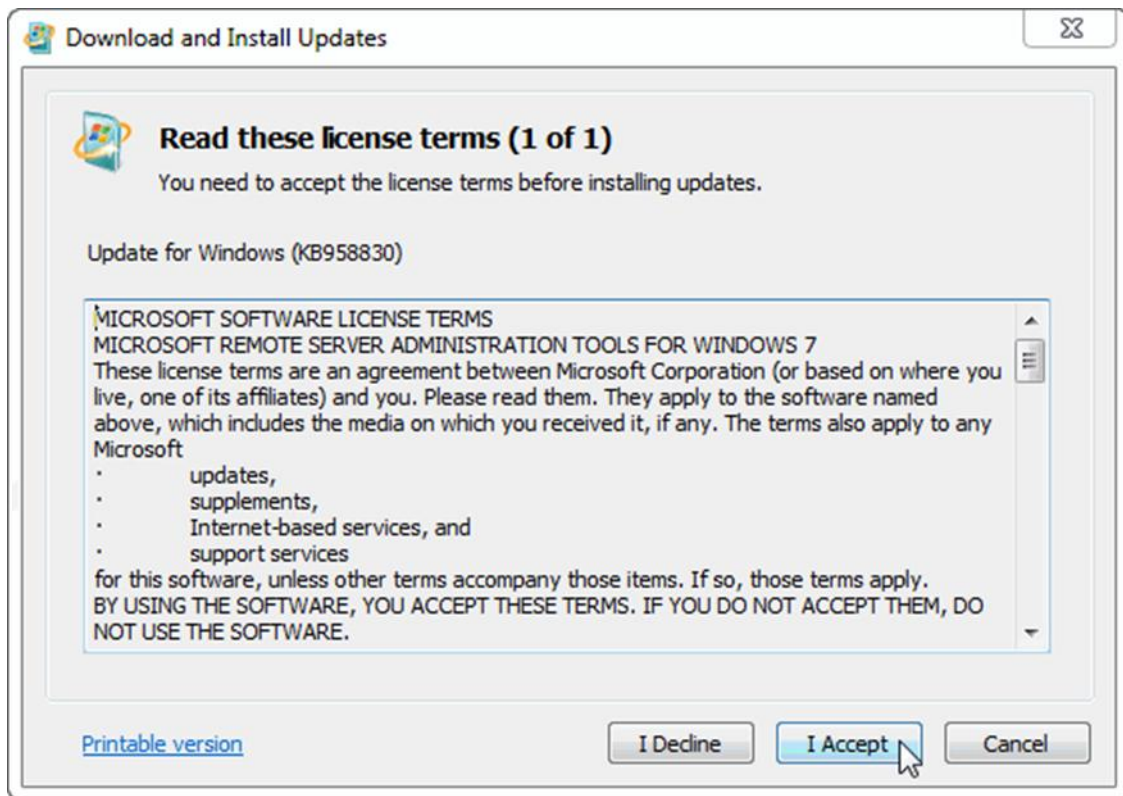 Download and Install Updates
Read these license terms (1 of 1)
You need to accept the license terms before installing updates.
Update for Windows (KB958830)
MICROSOFT SOFTWARE LICENSE TERMS
MICROSOFT REMOTE SERVER ADMINISTRATION TOOLS FOR WINDOWS 7
These license terms are an agreement between Microsoft Corporation (or based on where you
live, one of its affiliates) and you. Please read them. They apply to the software named
above, which includes the media on which you received it, if any. The terms also apply to any
Microsoft
· updates,
· supplements,
· Internet-based services, and
· support services
for this software, unless other terms accompany those items. If so, those terms apply.
BY USING THE SOFTWARE, YOU ACCEPT THESE TERMS. IF YOU DO NOT ACCEPT THEM, DO
NOT USE THE SOFTWARE.
Printable version I Decline I Accept Cancel